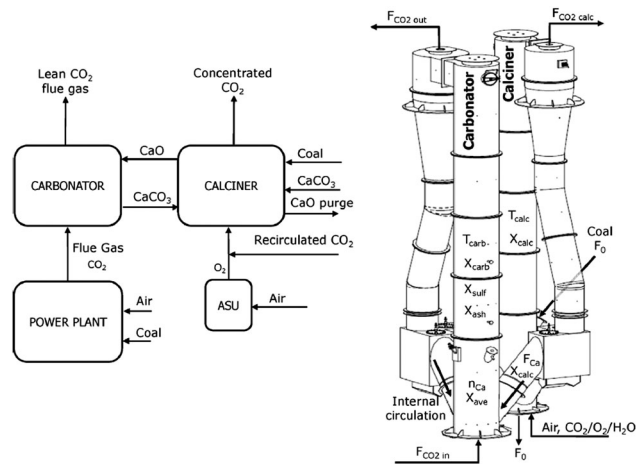 Lean CO2
flue gas
Concentrated
CO2
CARBONATOR
CaO
CaCO3
CALCINER
Coal
CaCO3
CaO purge
Flue Gas
CO2
Recirculated CO2
O2
POWER PLANT
Air
Coal
ASU
Air
FCO2 out
FCO2 calc
Carbonator
Calciner
Tcarb
Xcarb
Xsulf
Xash
Tcalc
Xcalc
Coal
F0
FCa
Xcalc
nCa
Xave
Internal
circulation
FCO2 in
F0
Air, CO2/O2/H2O